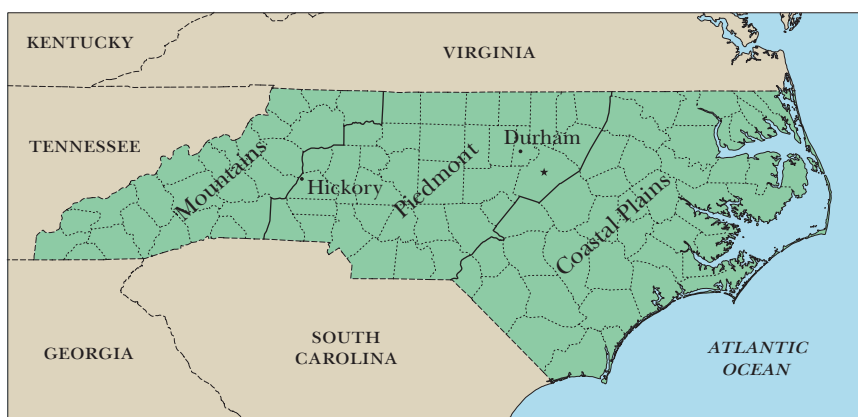 KENTUCKY
VIRGINIA
TENNESSEE
Durham
Mountains
Hickory
Piedmont
Coastal Plains
SOUTH
CAROLINA
GEORGIA
ATLANTIC
OCEAN